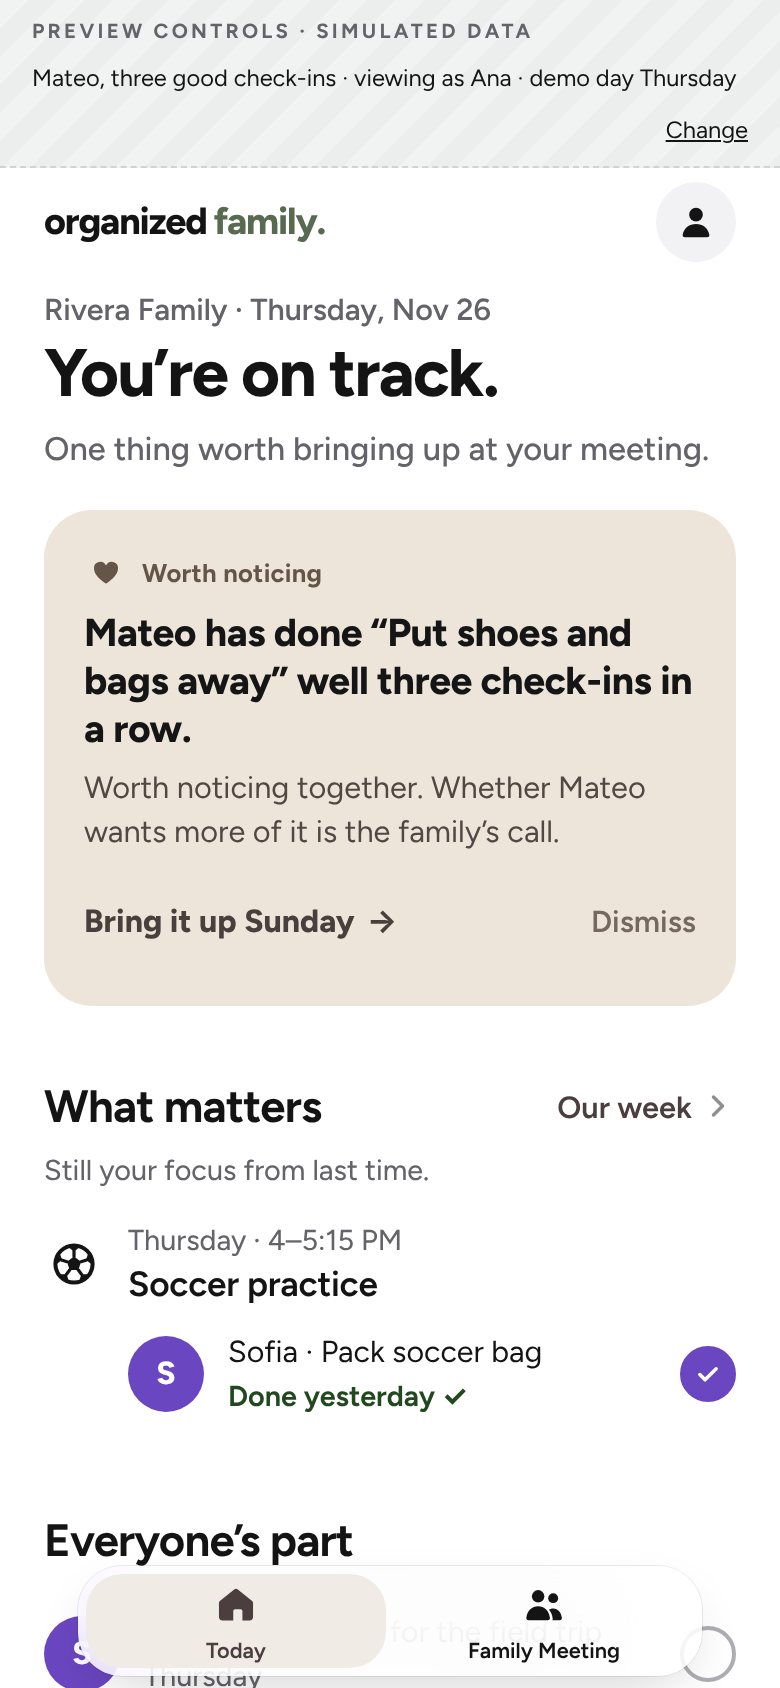 PREVIEW CONTROLS · SIMULATED DATA
Mateo, three good check-ins · viewing as Ana · demo day Thursday
Change
organized family.
Rivera Family · Thursday, Nov 26
You’re on track.
One thing worth bringing up at your meeting.
Worth noticing
Mateo has done “Put shoes and
bags away” well three check-ins in
a row.
Worth noticing together. Whether Mateo
wants more of it is the family’s call.
Bring it up Sunday →
Dismiss
What matters
Our week
Still your focus from last time.
Thursday · 4–5:15 PM
Soccer practice
S
Sofia · Pack soccer bag
Done yesterday ✓
Everyone’s part
S
for the field trip
Thursday
Today
Family Meeting